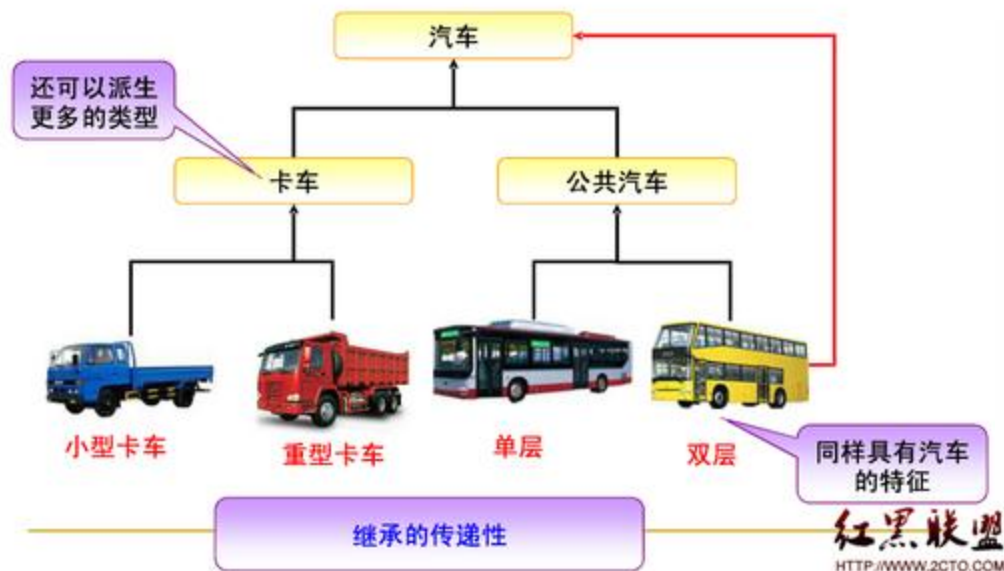 汽车
还可以派生
更多的类型
卡车
公共汽车
小型卡车
重型卡车
单层
双层
同样具有汽车
的特征
继承的传递性
红黑联盟
HTTP://WWW.2CTO.COM